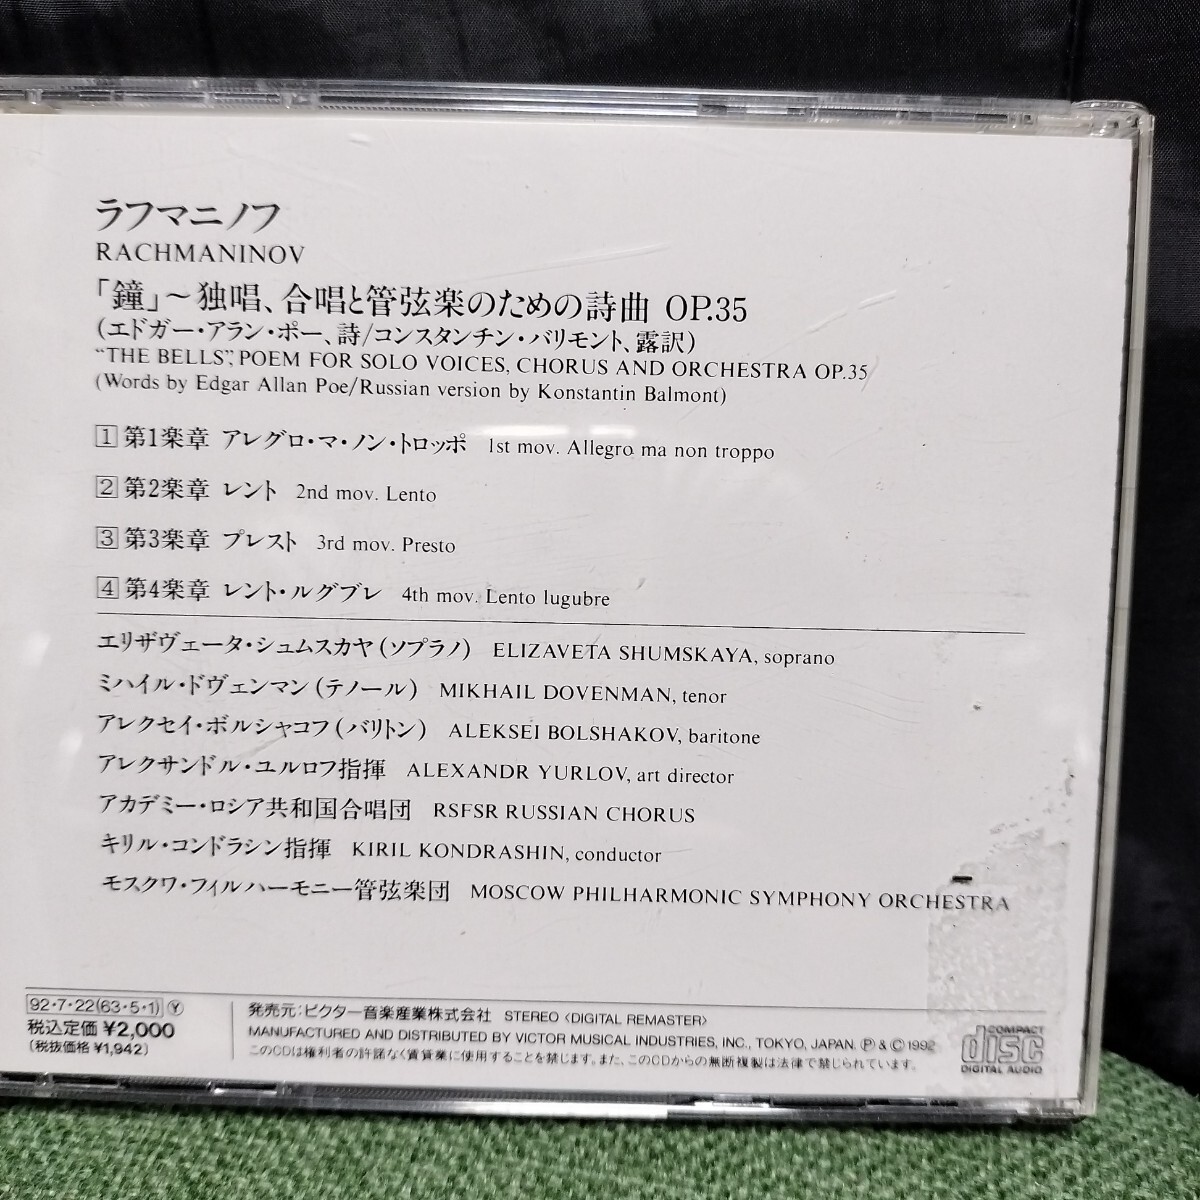 ラフマニノフ
RACHMANINOV
「鐘」～独唱、合唱と管弦楽のための詩曲 OP.35
(エドガー・アラン・ポー、詩/コンスタンチン・バリモント、露訳)
"THE BELLS", POEM FOR SOLO VOICES, CHORUS AND ORCHESTRA OP.35
(Words by Edgar Allan Poe/Russian version by Konstantin Balmont)
1 第1楽章 アレグロ・マ・ノン・トロッポ 1st mov. Allegro ma non troppo
2 第2楽章 レント 2nd mov. Lento
3 第3楽章 プレスト 3rd mov. Presto
4 第4楽章 レント・ルグブレ 4th mov. Lento lugubre
エリザヴェータ・シュムスカヤ(ソプラノ) ELIZAVETA SHUMSKAYA, soprano
ミハイル・ドヴェンマン(テノール) MIKHAIL DOVENMAN, tenor
アレクセイ・ボルシャコフ(バリトン) ALEKSEI BOLSHAKOV, baritone
アレクサンドル・ユルロフ指揮 ALEXANDR YURLOV, art director
アカデミー・ロシア共和国合唱団 RSFSR RUSSIAN CHORUS
キリル・コンドラシン指揮 KIRIL KONDRASHIN, conductor
モスクワ・フィルハーモニー管弦楽団 MOSCOW PHILHARMONIC SYMPHONY ORCHESTRA
92・7・22(63・5・1) Ⓨ
税込定価 ¥2,000
(税抜価格 ¥1,942)
発売元：ビクター音楽産業株式会社 STEREO〈DIGITAL REMASTER〉
MANUFACTURED AND DISTRIBUTED BY VICTOR MUSICAL INDUSTRIES, INC., TOKYO, JAPAN. Ⓟ & © 1992
このCDは権利者の許諾なく賃貸業に使用することを禁じます。また、このCDからの無断複製は法律で禁じられています。
COMPACT
disc
DIGITAL AUDIO